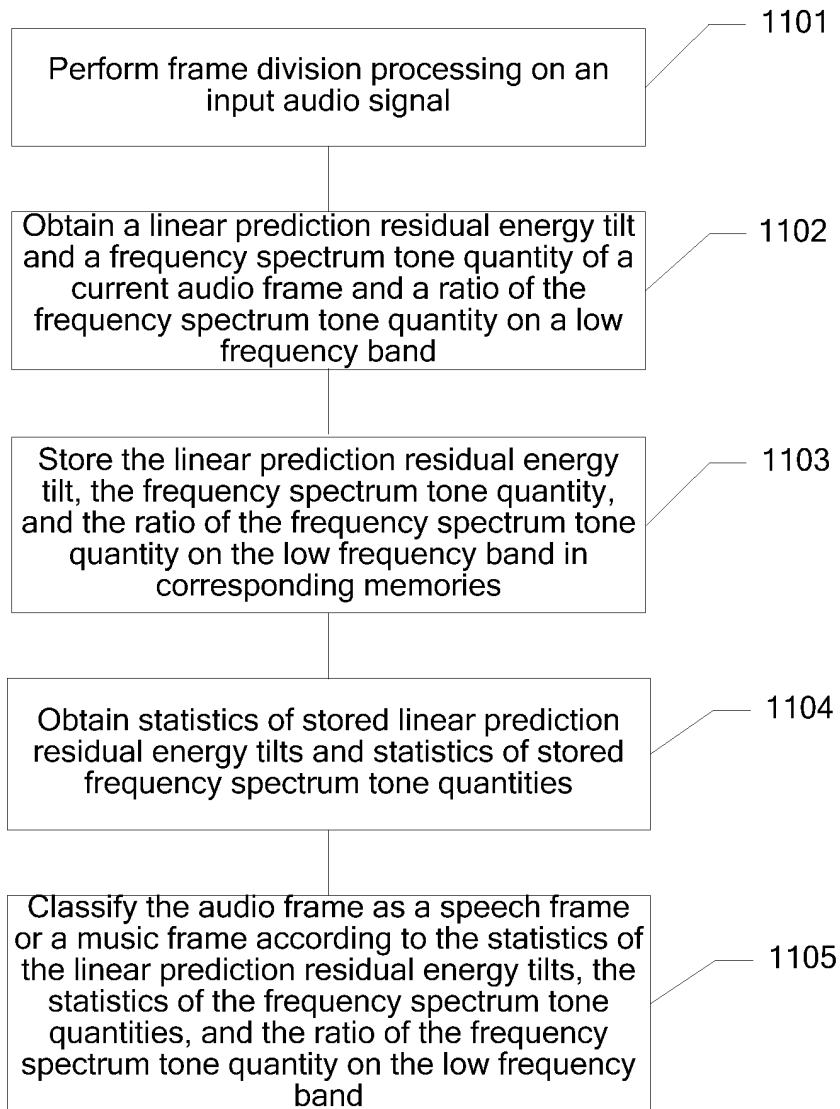 1101
Perform frame division processing on an
input audio signal
1102
Obtain a linear prediction residual energy tilt
and a frequency spectrum tone quantity of a
current audio frame and a ratio of the
frequency spectrum tone quantity on a low
frequency band
1103
Store the linear prediction residual energy
tilt, the frequency spectrum tone quantity,
and the ratio of the frequency spectrum tone
quantity on the low frequency band in
corresponding memories
1104
Obtain statistics of stored linear prediction
residual energy tilts and statistics of stored
frequency spectrum tone quantities
1105
Classify the audio frame as a speech frame
or a music frame according to the statistics of
the linear prediction residual energy tilts, the
statistics of the frequency spectrum tone
quantities, and the ratio of the frequency
spectrum tone quantity on the low frequency
band